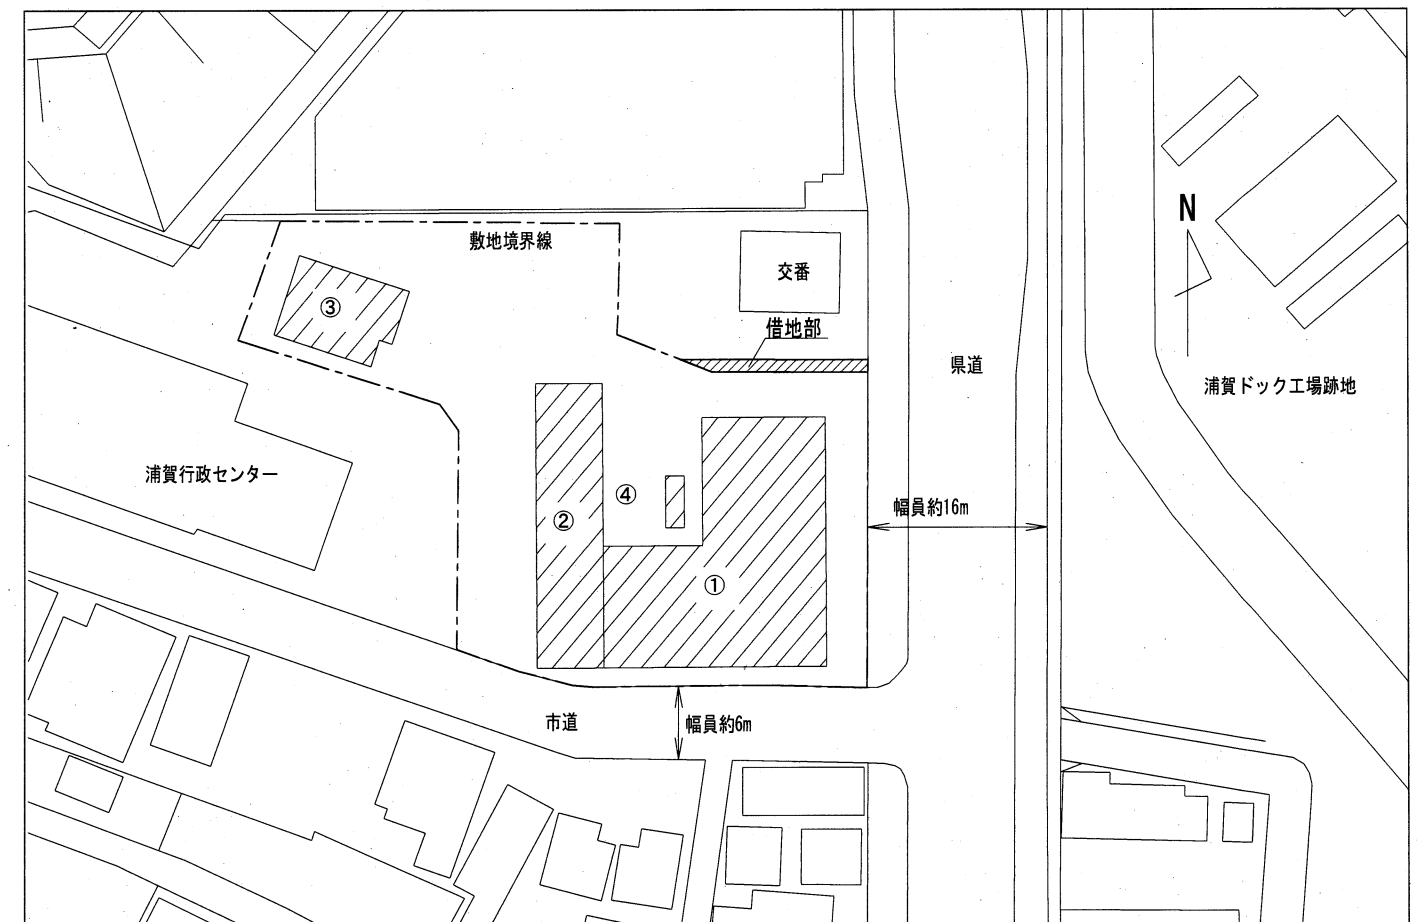 敷地境界線
N
交番
③
借地部
県道
浦賀ドック工場跡地
浦賀行政センター
④
幅員約16m
②
①
市道
幅員約6m